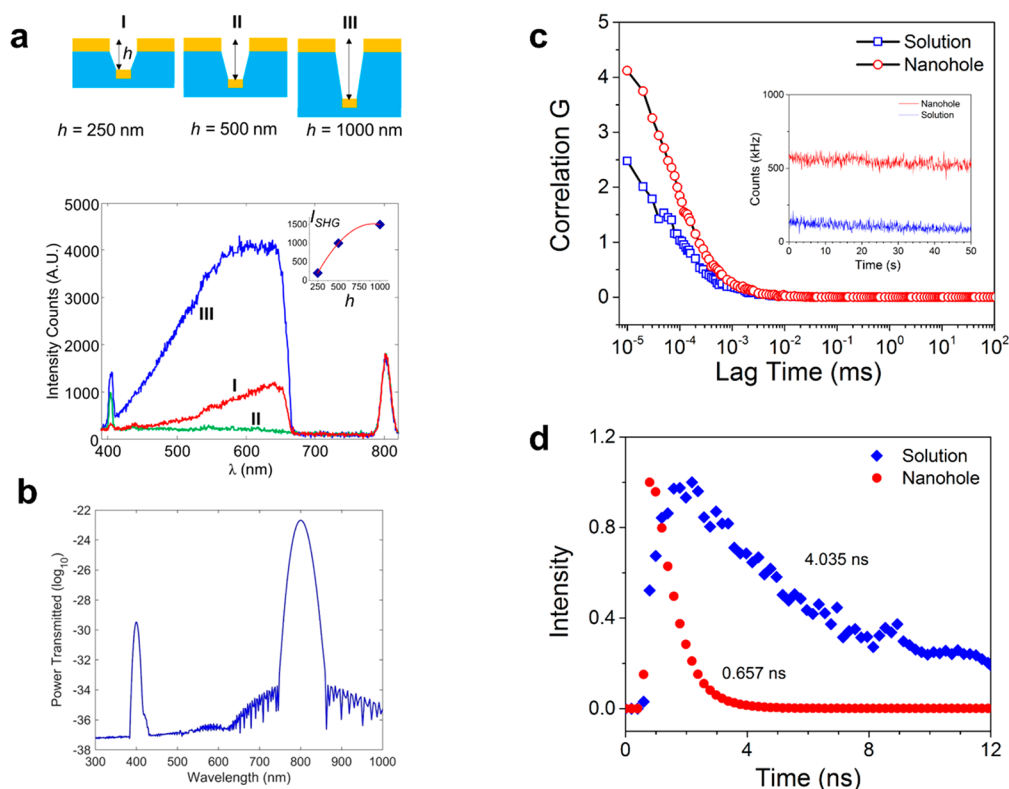 a
I
II
III
h
h = 250 nm
h = 500 nm
h = 1000 nm
5000
4000
3000
2000
1000
0
Intensity Counts (A.U.)
400
500
600
700
800
λ (nm)
III
I
II
I_SHG
1500
1000
500
0
250
500
1000
h
b
-22
-24
-26
-28
-30
-32
-34
-36
-38
Power Transmitted (log10)
300
400
500
600
700
800
900
1000
Wavelength (nm)
c
Solution
Nanohole
5
4
3
2
1
0
Correlation G
10^-5
10^-4
10^-3
10^-2
10^-1
10^0
10^1
10^2
Lag Time (ms)
1000
500
0
Counts (kHz)
Nanohole
Solution
0
10
20
30
40
50
Time (s)
d
Solution
Nanohole
1.2
0.8
0.4
0.0
Intensity
4.035 ns
0.657 ns
0
4
8
12
Time (ns)